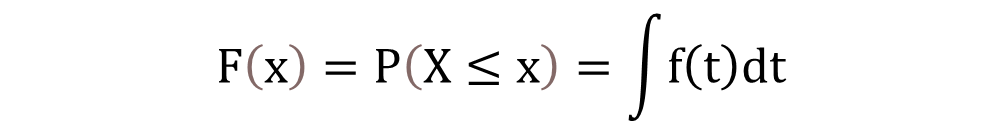 F(x) = P(X ≤ x) = ∫f(t)dt